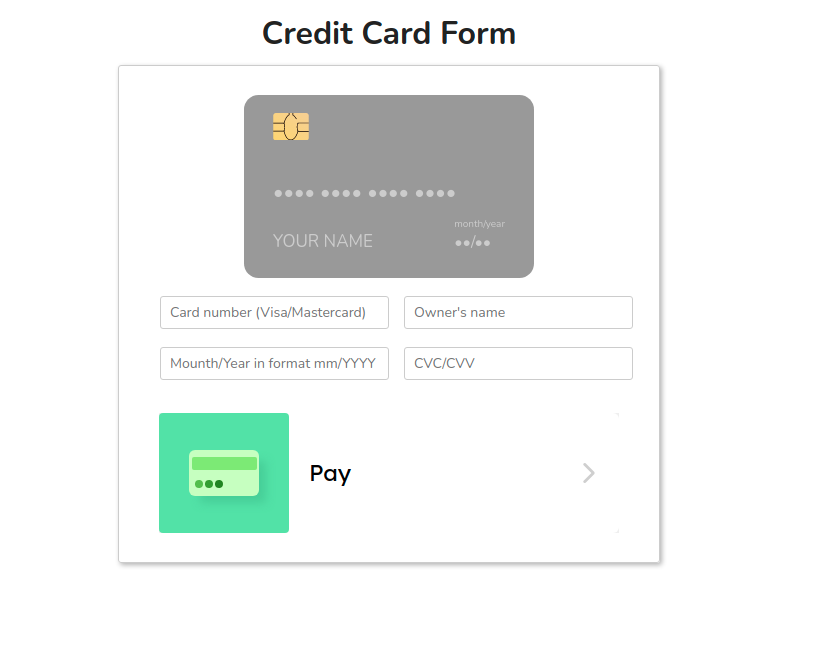 Credit Card Form
•••• •••• •••• ••••
month/year
YOUR NAME ••/••
Card number (Visa/Mastercard) Owner's name
Mounth/Year in format mm/YYYY CVC/CVV
Pay